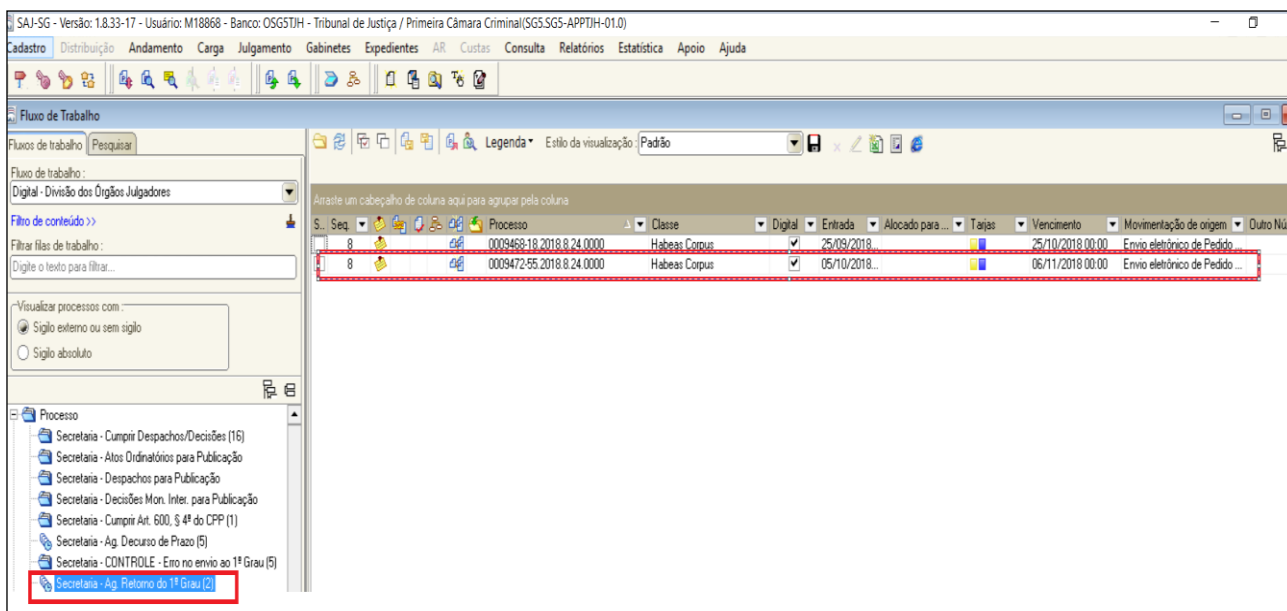 SAJ-SG - Versão: 1.8.33-17 - Usuário: M18868 - Banco: OSG5TJH - Tribunal de Justiça / Primeira Câmara Criminal(SG5.SG5-APPTJH-01.0)
Cadastro Distribuição Andamento Carga Julgamento Gabinetes Expedientes AR Custas Consulta Relatórios Estatística Apoio Ajuda
Fluxo de Trabalho
Fluxos de trabalho Pesquisar
Legenda Estilo da visualização: Padrão
Fluxo de trabalho :
Digital - Divisão dos Órgãos Julgadores
Filtro de conteúdo >>
Filtrar filas de trabalho :
Digite o texto para filtrar...
Visualizar processos com :
Sigilo externo ou sem sigilo
Sigilo absoluto
Arraste um cabeçalho de coluna aqui para agrupar pela coluna
S.. Seq. Processo Classe Digital Entrada Alocado para ... Tarjas Vencimento Movimentação de origem Outro Nú
8 0009468-18.2018.8.24.0000 Habeas Corpus 25/09/2018... 25/10/2018 00:00 Envio eletrônico de Pedido ...
8 0009472-55.2018.8.24.0000 Habeas Corpus 05/10/2018... 06/11/2018 00:00 Envio eletrônico de Pedido ...
Processo
Secretaria - Cumprir Despachos/Decisões (16)
Secretaria - Atos Ordinatórios para Publicação
Secretaria - Despachos para Publicação
Secretaria - Decisões Mon. Inter. para Publicação
Secretaria - Cumprir Art. 600, § 4º do CPP (1)
Secretaria - Ag. Decurso de Prazo (5)
Secretaria - CONTROLE - Erro no envio ao 1º Grau (5)
Secretaria - Ag. Retorno do 1º Grau (2)